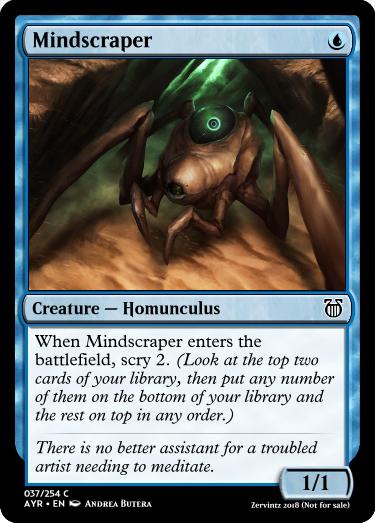 Mindscraper
Creature — Homunculus
When Mindscraper enters the
battlefield, scry 2. (Look at the top two
cards of your library, then put any number
of them on the bottom of your library and
the rest on top in any order.)
There is no better assistant for a troubled
artist needing to meditate.
1/1
037/254 C
AYR • EN Andrea Butera
Zervintz 2018 (Not for sale)